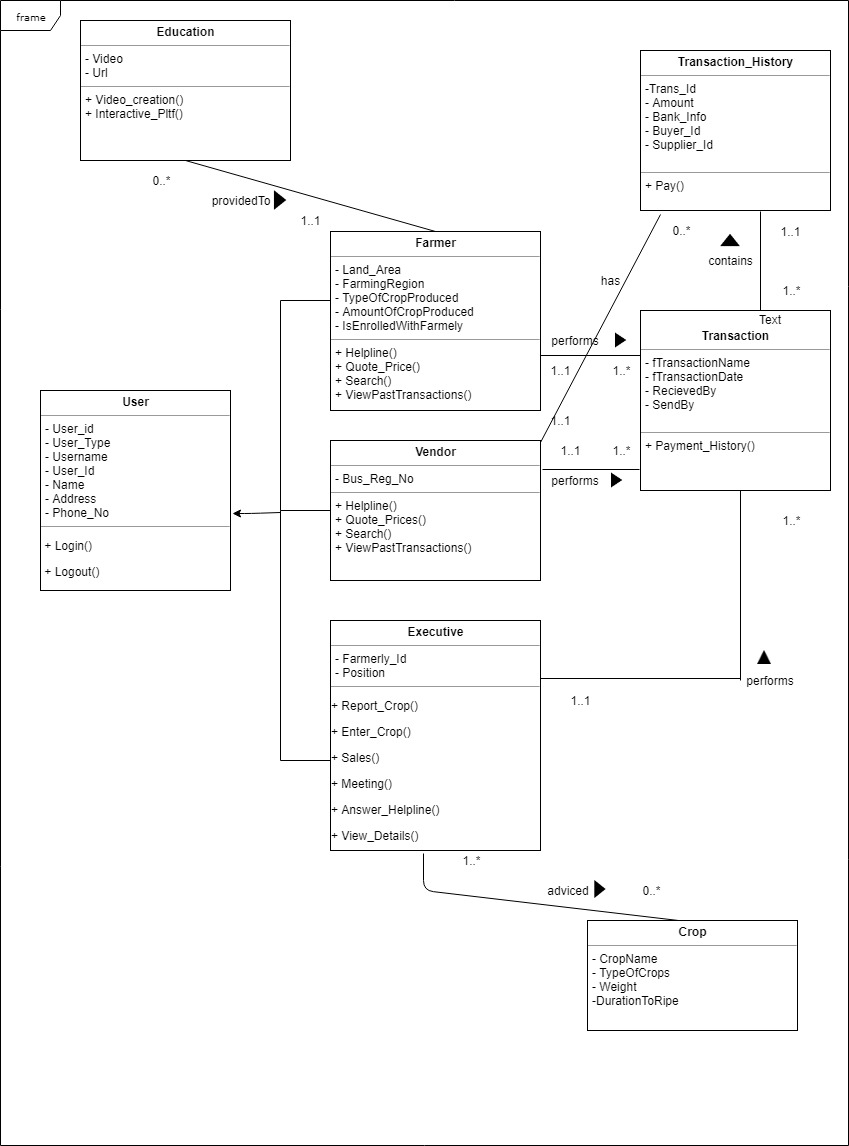 frame
Education
- Video
- Url
+ Video_creation()
+ Interactive_Pltf()
0..*
providedTo
1..1
Transaction_History
-Trans_Id
- Amount
- Bank_Info
- Buyer_Id
- Supplier_Id
+ Pay()
0..*
1..1
contains
has
1..*
Farmer
- Land_Area
- FarmingRegion
- TypeOfCropProduced
- AmountOfCropProduced
- IsEnrolledWithFarmely
+ Helpline()
+ Quote_Price()
+ Search()
+ ViewPastTransactions()
performs
1..1
1..*
Text
Transaction
- fTransactionName
- fTransactionDate
- RecievedBy
- SendBy
+ Payment_History()
User
- User_id
- User_Type
- Username
- User_Id
- Name
- Address
- Phone_No
+ Login()
+ Logout()
1..1
Vendor
- Bus_Reg_No
+ Helpline()
+ Quote_Prices()
+ Search()
+ ViewPastTransactions()
1..1
1..*
performs
1..*
Executive
- Farmerly_Id
- Position
+ Report_Crop()
+ Enter_Crop()
+ Sales()
+ Meeting()
+ Answer_Helpline()
+ View_Details()
performs
1..1
1..*
adviced
0..*
Crop
- CropName
- TypeOfCrops
- Weight
-DurationToRipe